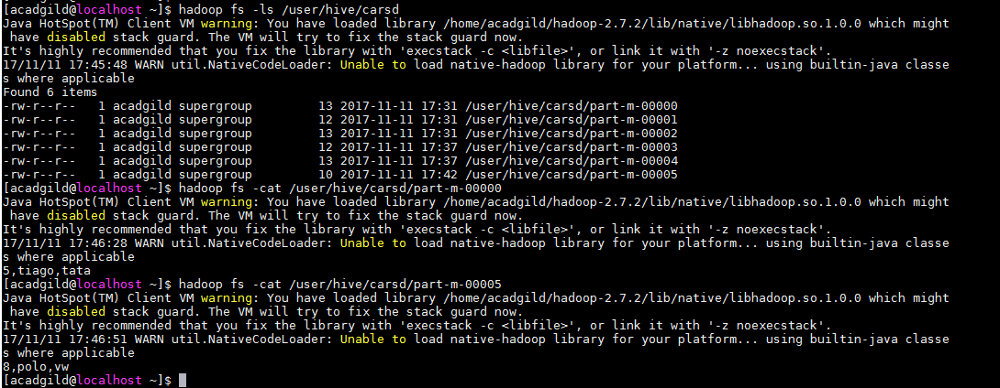 [acadgild@localhost ~]$ hadoop fs -ls /user/hive/carsd
Java HotSpot(TM) Client VM warning: You have loaded library /home/acadgild/hadoop-2.7.2/lib/native/libhadoop.so.1.0.0 which might
 have disabled stack guard. The VM will try to fix the stack guard now.
It's highly recommended that you fix the library with 'execstack -c <libfile>', or link it with '-z noexecstack'.
17/11/11 17:45:48 WARN util.NativeCodeLoader: Unable to load native-hadoop library for your platform... using builtin-java classe
s where applicable
Found 6 items
-rw-r--r--   1 acadgild supergroup         13 2017-11-11 17:31 /user/hive/carsd/part-m-00000
-rw-r--r--   1 acadgild supergroup         12 2017-11-11 17:31 /user/hive/carsd/part-m-00001
-rw-r--r--   1 acadgild supergroup         13 2017-11-11 17:31 /user/hive/carsd/part-m-00002
-rw-r--r--   1 acadgild supergroup         12 2017-11-11 17:37 /user/hive/carsd/part-m-00003
-rw-r--r--   1 acadgild supergroup         13 2017-11-11 17:37 /user/hive/carsd/part-m-00004
-rw-r--r--   1 acadgild supergroup         10 2017-11-11 17:42 /user/hive/carsd/part-m-00005
[acadgild@localhost ~]$ hadoop fs -cat /user/hive/carsd/part-m-00000
Java HotSpot(TM) Client VM warning: You have loaded library /home/acadgild/hadoop-2.7.2/lib/native/libhadoop.so.1.0.0 which might
 have disabled stack guard. The VM will try to fix the stack guard now.
It's highly recommended that you fix the library with 'execstack -c <libfile>', or link it with '-z noexecstack'.
17/11/11 17:46:28 WARN util.NativeCodeLoader: Unable to load native-hadoop library for your platform... using builtin-java classe
s where applicable
5,tiago,tata
[acadgild@localhost ~]$ hadoop fs -cat /user/hive/carsd/part-m-00005
Java HotSpot(TM) Client VM warning: You have loaded library /home/acadgild/hadoop-2.7.2/lib/native/libhadoop.so.1.0.0 which might
 have disabled stack guard. The VM will try to fix the stack guard now.
It's highly recommended that you fix the library with 'execstack -c <libfile>', or link it with '-z noexecstack'.
17/11/11 17:46:51 WARN util.NativeCodeLoader: Unable to load native-hadoop library for your platform... using builtin-java classe
s where applicable
8,polo,vw
[acadgild@localhost ~]$